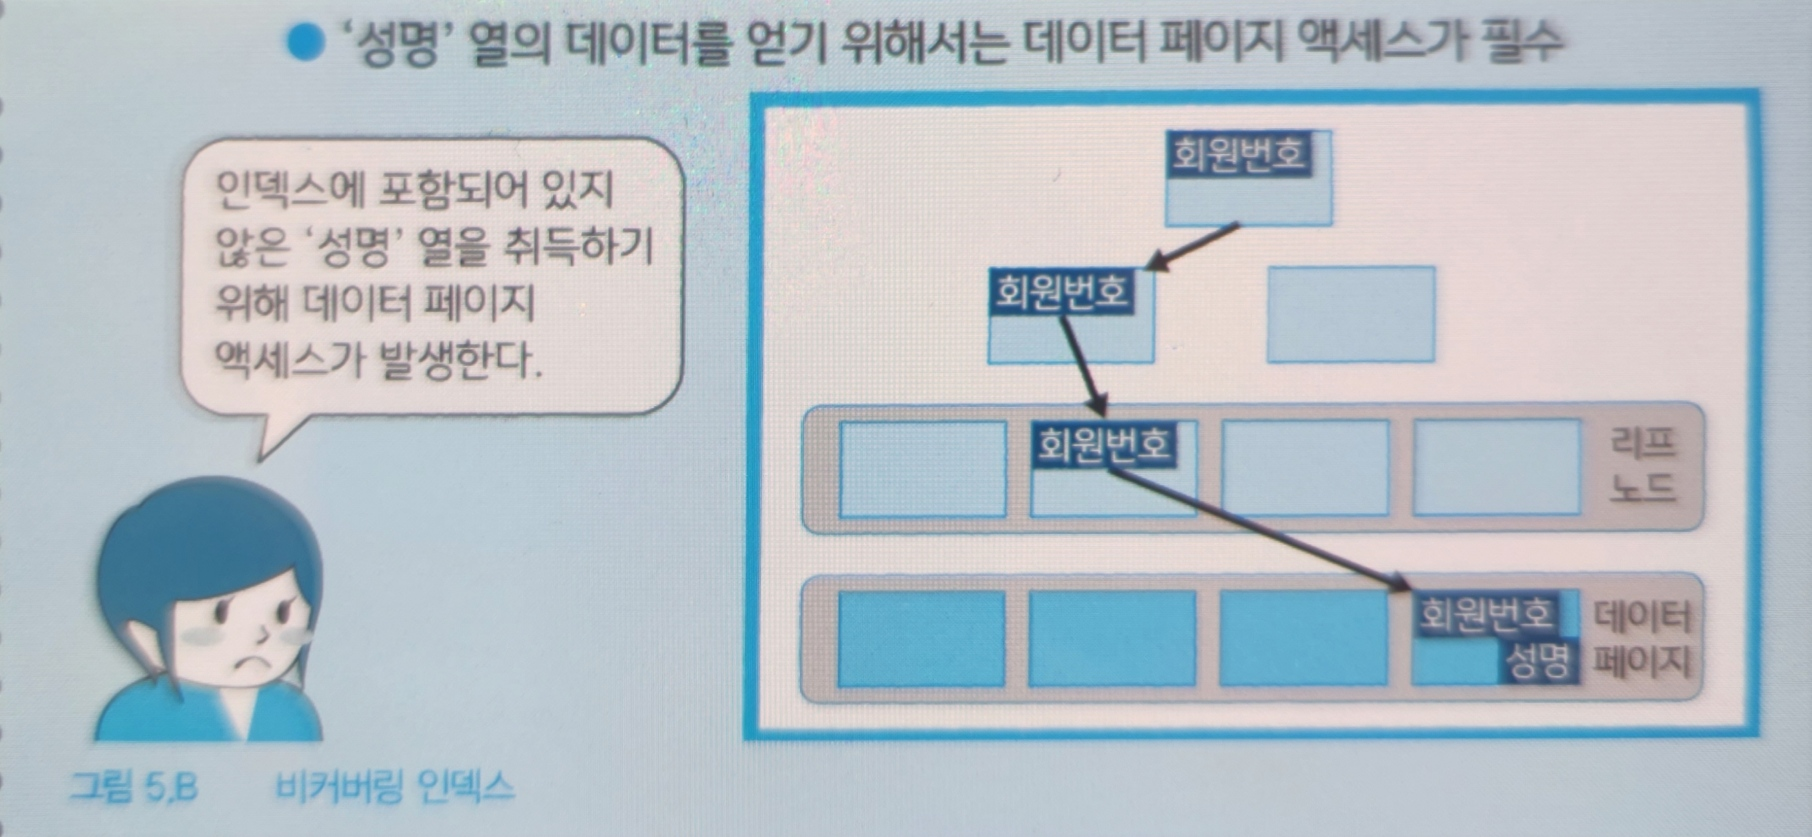 ● ‘성명’ 열의 데이터를 얻기 위해서는 데이터 페이지 액세스가 필수
인덱스에 포함되어 있지
않은 ‘성명’ 열을 취득하기
위해 데이터 페이지
액세스가 발생한다.
회원번호
회원번호
회원번호
리프
노드
회원번호
성명
데이터
페이지
그림 5.B 비커버링 인덱스